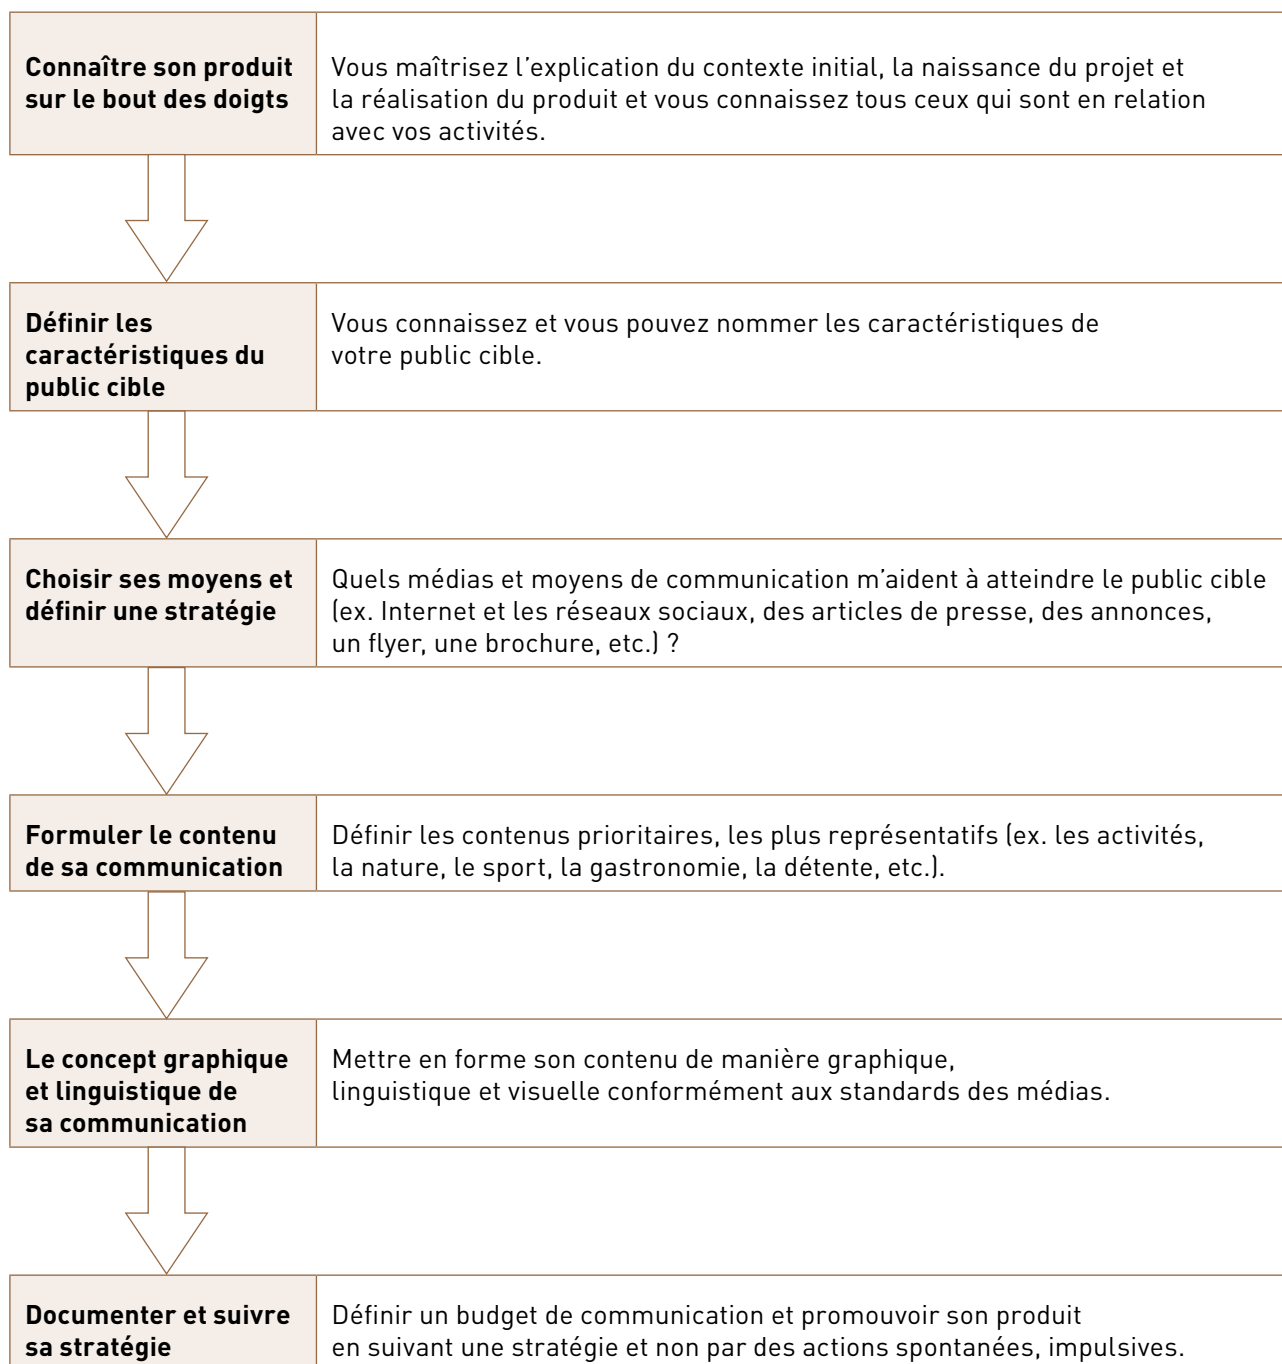 Connaître son produit
sur le bout des doigts
Vous maîtrisez l’explication du contexte initial, la naissance du projet et
la réalisation du produit et vous connaissez tous ceux qui sont en relation
avec vos activités.
Définir les
caractéristiques du
public cible
Vous connaissez et vous pouvez nommer les caractéristiques de
votre public cible.
Choisir ses moyens et
définir une stratégie
Quels médias et moyens de communication m’aident à atteindre le public cible
(ex. Internet et les réseaux sociaux, des articles de presse, des annonces,
un flyer, une brochure, etc.) ?
Formuler le contenu
de sa communication
Définir les contenus prioritaires, les plus représentatifs (ex. les activités,
la nature, le sport, la gastronomie, la détente, etc.).
Le concept graphique
et linguistique de
sa communication
Mettre en forme son contenu de manière graphique,
linguistique et visuelle conformément aux standards des médias.
Documenter et suivre
sa stratégie
Définir un budget de communication et promouvoir son produit
en suivant une stratégie et non par des actions spontanées, impulsives.